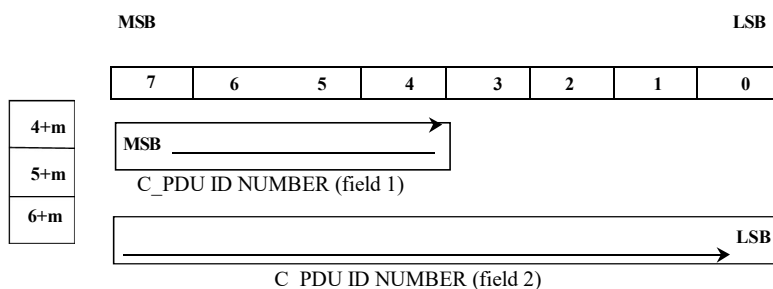 MSB LSB
7 6 5 4 3 2 1 0
4+m
MSB
5+m
C_PDU ID NUMBER (field 1)
6+m
LSB
C PDU ID NUMBER (field 2)